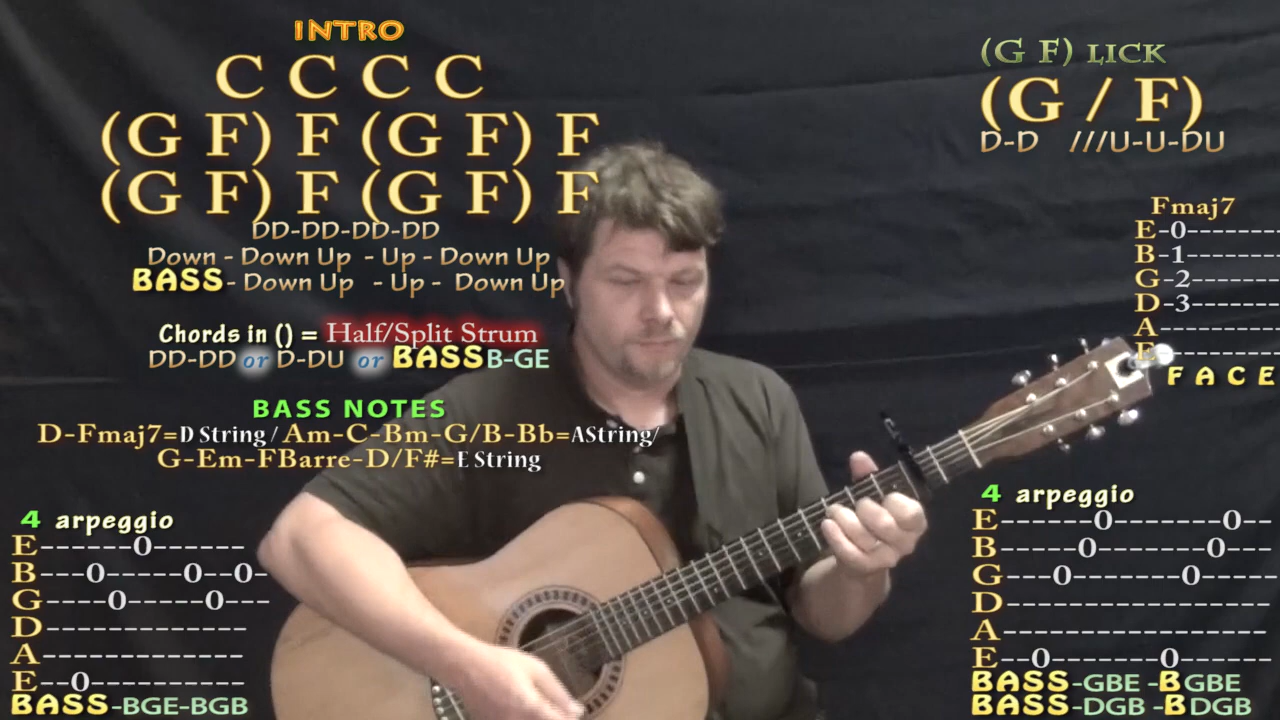 INTRO
C C C C
(G F) F (G F) F
(G F) F (G F) F
DD-DD-DD-DD
Down - Down Up - Up - Down Up
BASS - Down Up - Up - Down Up
Chords in () = Half/Split Strum
DD-DD or D-DU or BASS B-GE
BASS NOTES
D-Fmaj7=D String / Am-C-Bm-G/B-Bb=AString/
G-Em-FBarre-D/F#=E String
4 arpeggio
E------0------
B---0----0--0-
G----0----0---
D------------
A------------
E--0---------
BASS-BGE-BGB
(G F) LICK
(G / F)
D-D ///U-U-DU
Fmaj7
E-0------
B-1------
G-2------
D-3------
A--------
E--------
F A C E
4 arpeggio
E------0-------0--
B-----0-------0---
G---0-------0-----
D----------------
A----------------
E--0------0------
BASS-GBE -BGBE
BASS-DGB -BDGB